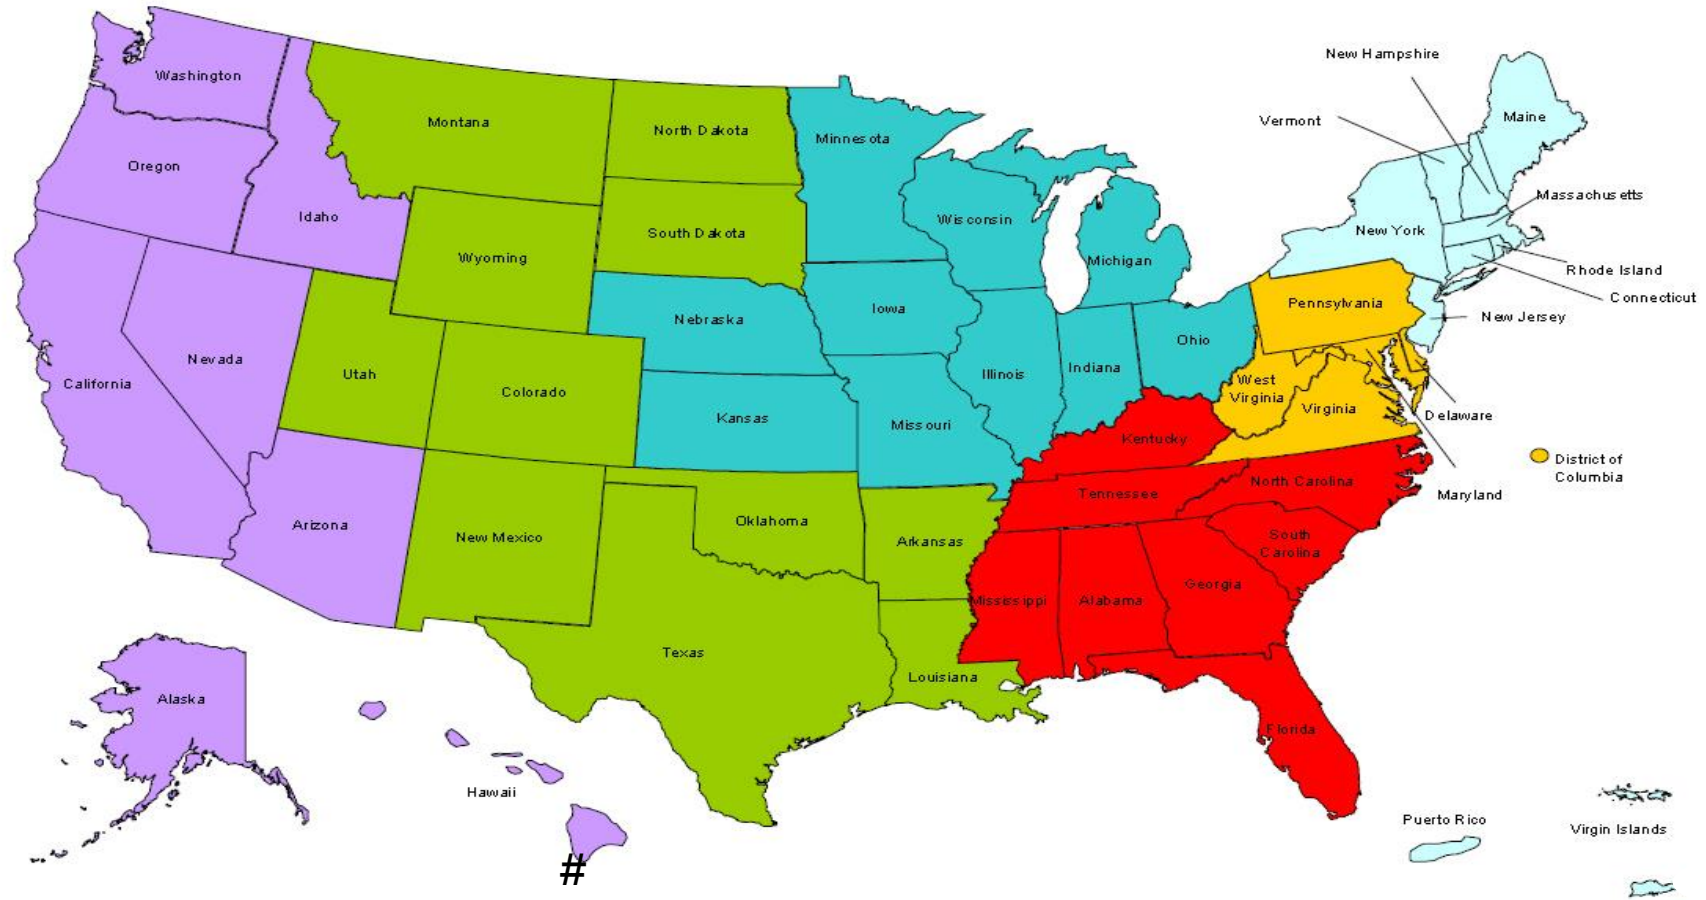 New Hampshire
Washington
Vermont
Maine
Montana
North Dakota
Minnesota
Oregon
Massachusetts
Idaho
Wisconsin
New York
South Dakota
Wyoming
Michigan
Rhode Island
Connecticut
Pennsylvania
Iowa
Nebraska
New Jersey
Ohio
Nevada
Indiana
Utah
Illinois
California
West
Virginia
Colorado
Virginia
Kansas
Delaware
Missouri
Kentucky
District of
Columbia
North Carolina
Tennessee
Maryland
Oklahoma
Arizona
New Mexico
South
Carolina
Arkansas
Georgia
Mississippi
Alabama
Texas
Louisiana
Alaska
Florida
Hawaii
Puerto Rico
Virgin Islands
#